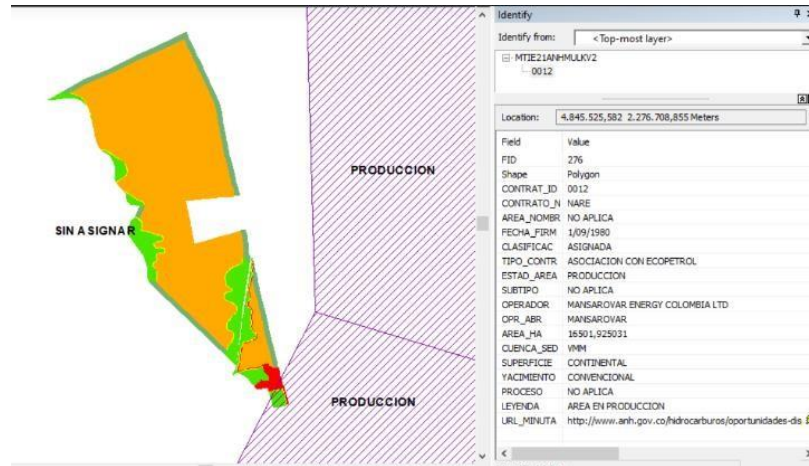 PRODUCCION
SIN ASIGNAR
PRODUCCION
Identify
Identify from: <Top-most layer>
MTIE21ANHMULKV2
0012
Location: 4.845.525,582 2.276.708,855 Meters
Field Value
FID 276
Shape Polygon
CONTRAT_ID 0012
CONTRATO_N NARE
AREA_NOMBR NO APLICA
FECHA_FIRM 1/09/1980
CLASIFICAC ASIGNADA
TIPO_CONTR ASOCIACION CON ECOPETROL
ESTAD_AREA PRODUCCION
SUBTIPO NO APLICA
OPERADOR MANSAROVAR ENERGY COLOMBIA LTD
OPR_ABR MANSAROVAR
AREA_HA 16501,925031
CUENCA_SED VMM
SUPERFICIE CONTINENTAL
YACIMIENTO CONVENCIONAL
PROCESO NO APLICA
LEYENDA AREA EN PRODUCCION
URL_MINUTA http://www.anh.gov.co/hidrocarburos/oportunidades-dis